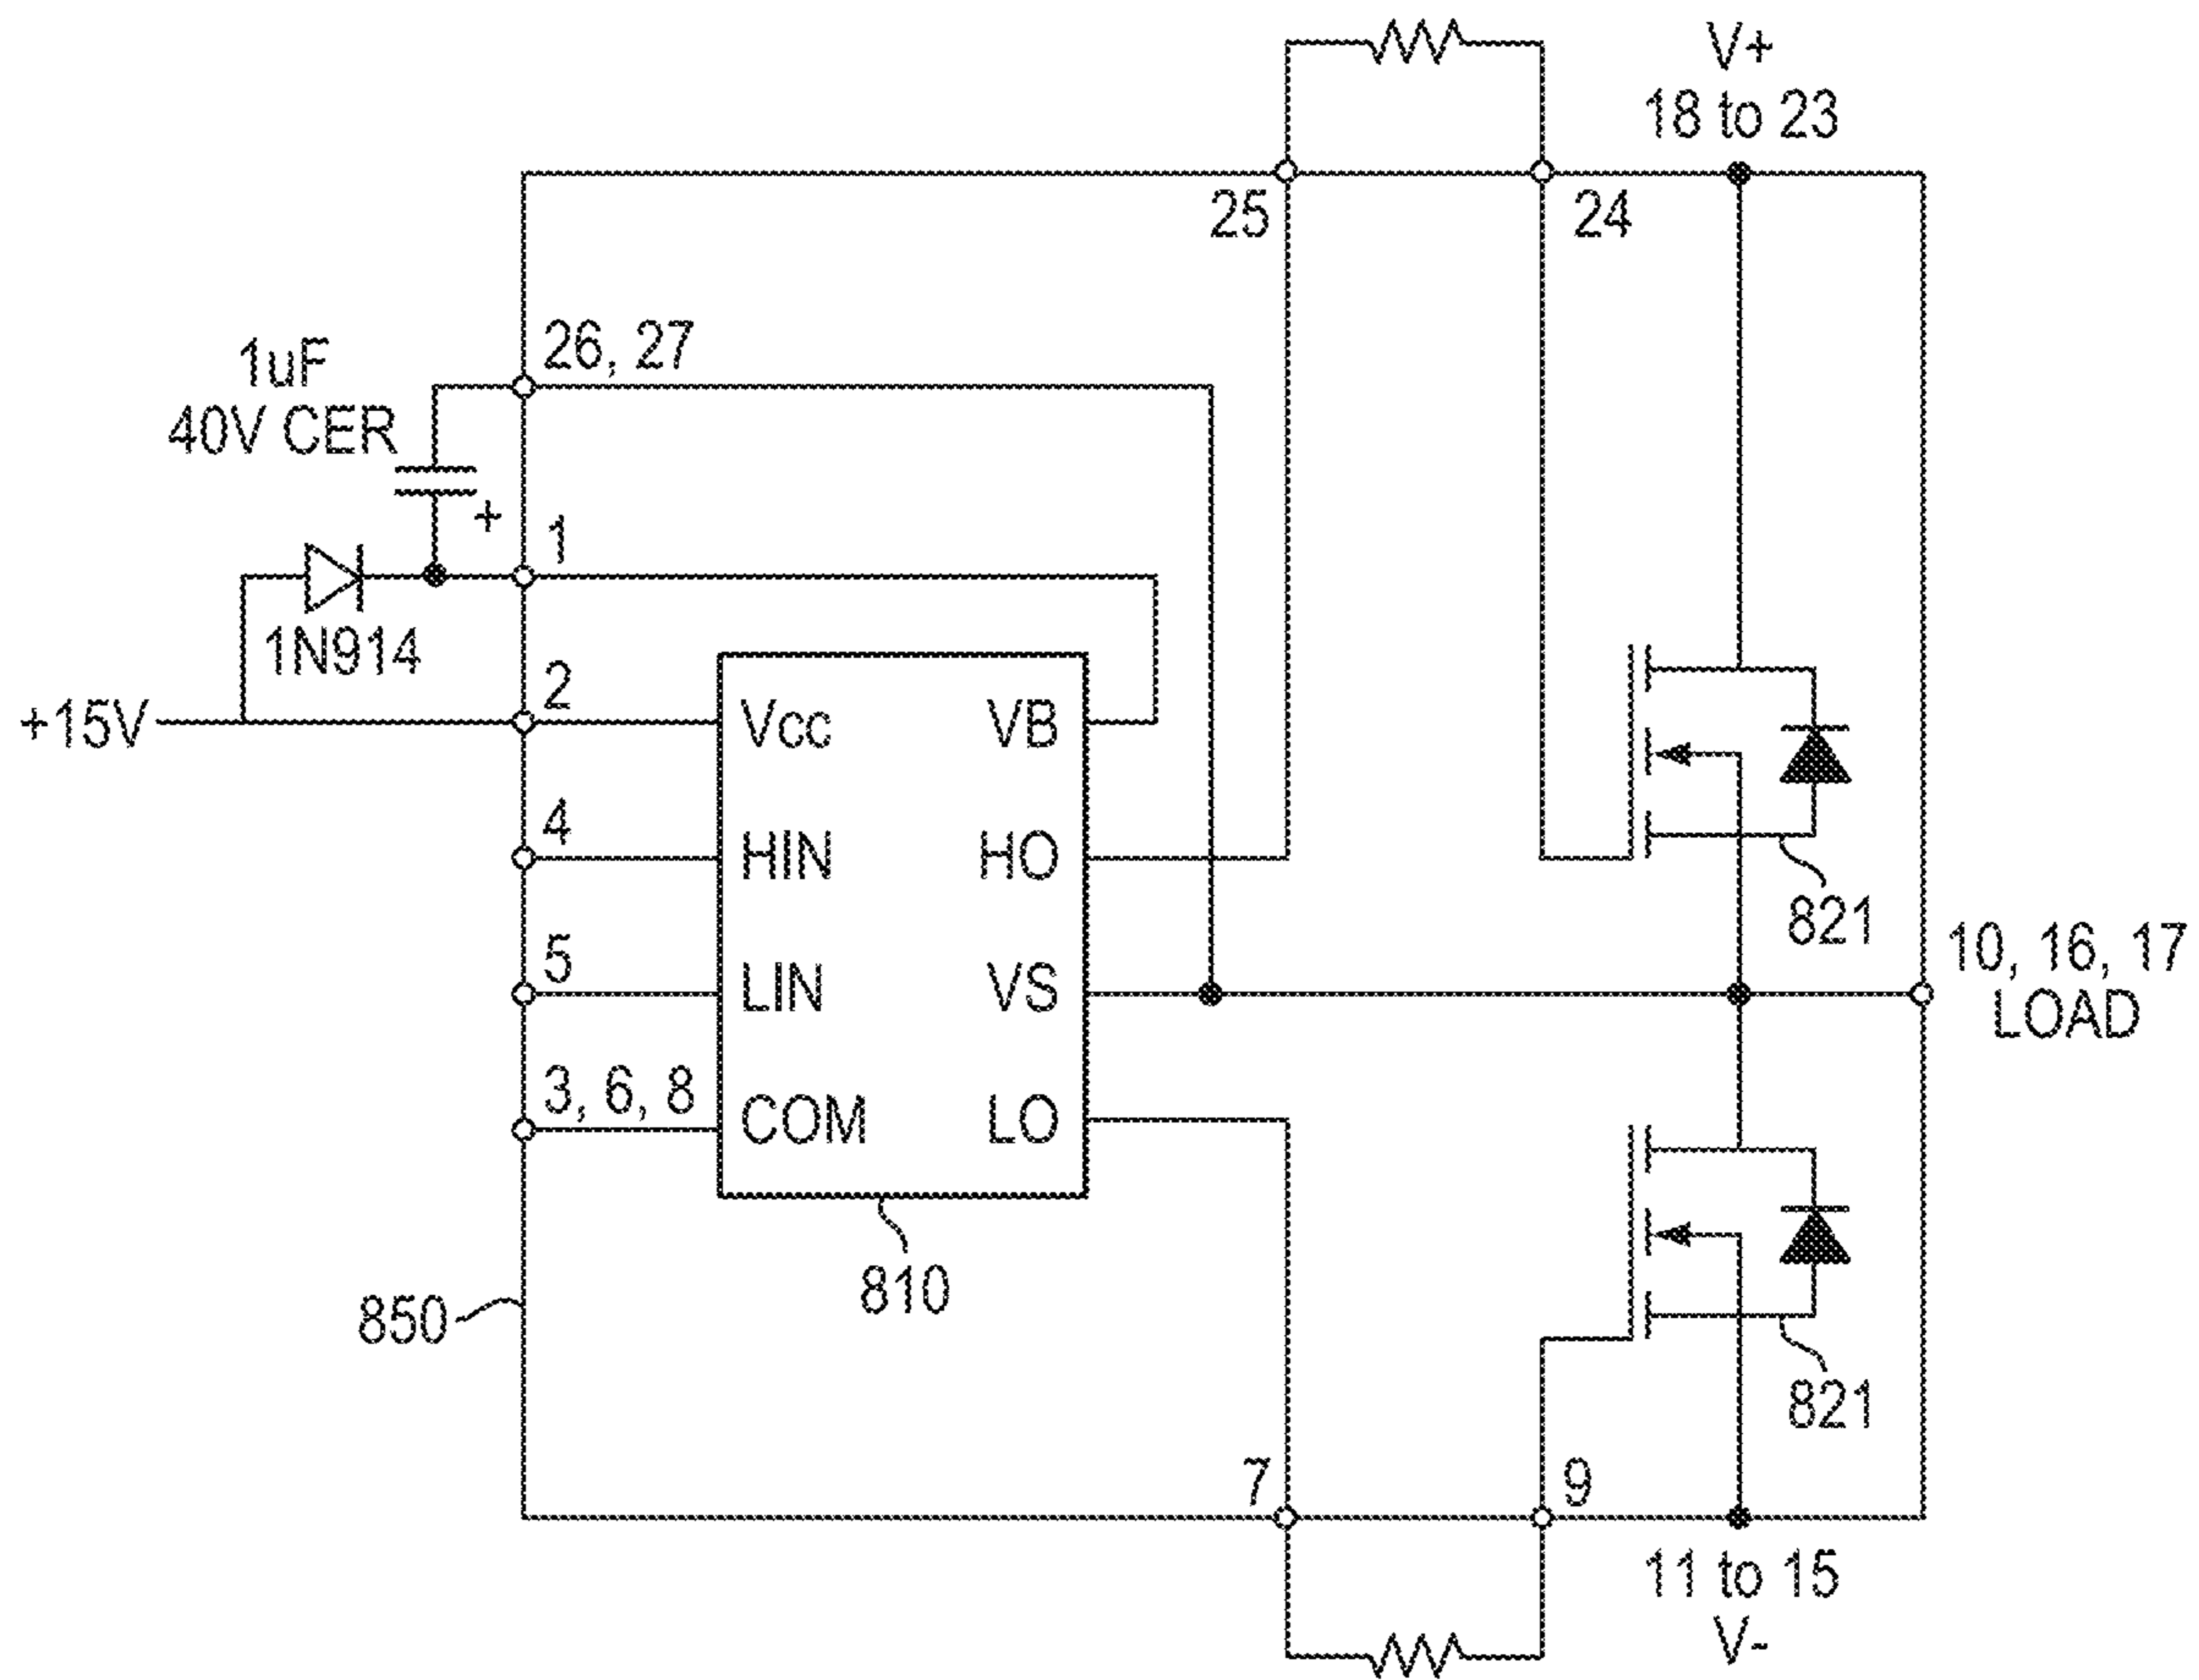 V+
18 to 23
25
24
26, 27
1uF
40V CER
+
1
1N914
2
+15V
Vcc
VB
4
HIN
HO
821
5
LIN
VS
10, 16, 17
LOAD
3, 6, 8
COM
LO
810
850
821
7
9
11 to 15
V-